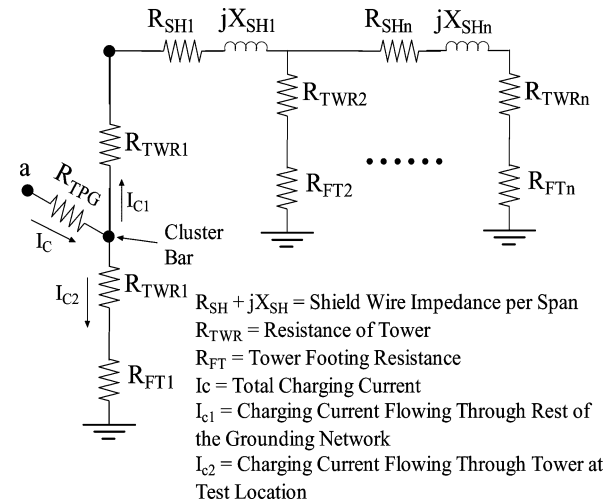 R_SH1 jX_SH1 R_SHn jX_SHn
R_TWR2 R_TWRn
R_TWR1
a
R_TPG
R_FT2 ...... R_FTn
I_C1
I_C
Cluster
Bar
R_TWR1
I_C2
R_SH + jX_SH = Shield Wire Impedance per Span
R_TWR = Resistance of Tower
R_FT = Tower Footing Resistance
R_FT1
Ic = Total Charging Current
I_c1 = Charging Current Flowing Through Rest of
the Grounding Network
I_c2 = Charging Current Flowing Through Tower at
Test Location